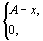 A − x,
0,